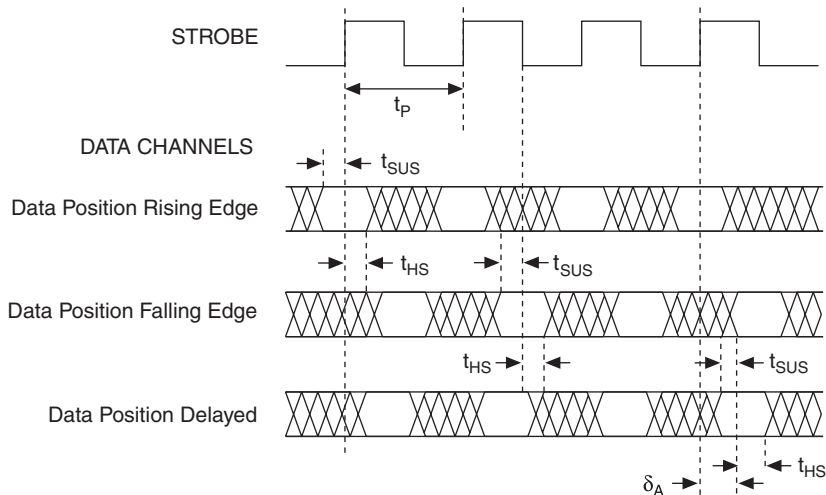 STROBE
tP
DATA CHANNELS
tSUS
Data Position Rising Edge
tHS
tSUS
Data Position Falling Edge
tHS
tSUS
Data Position Delayed
tHS
δA